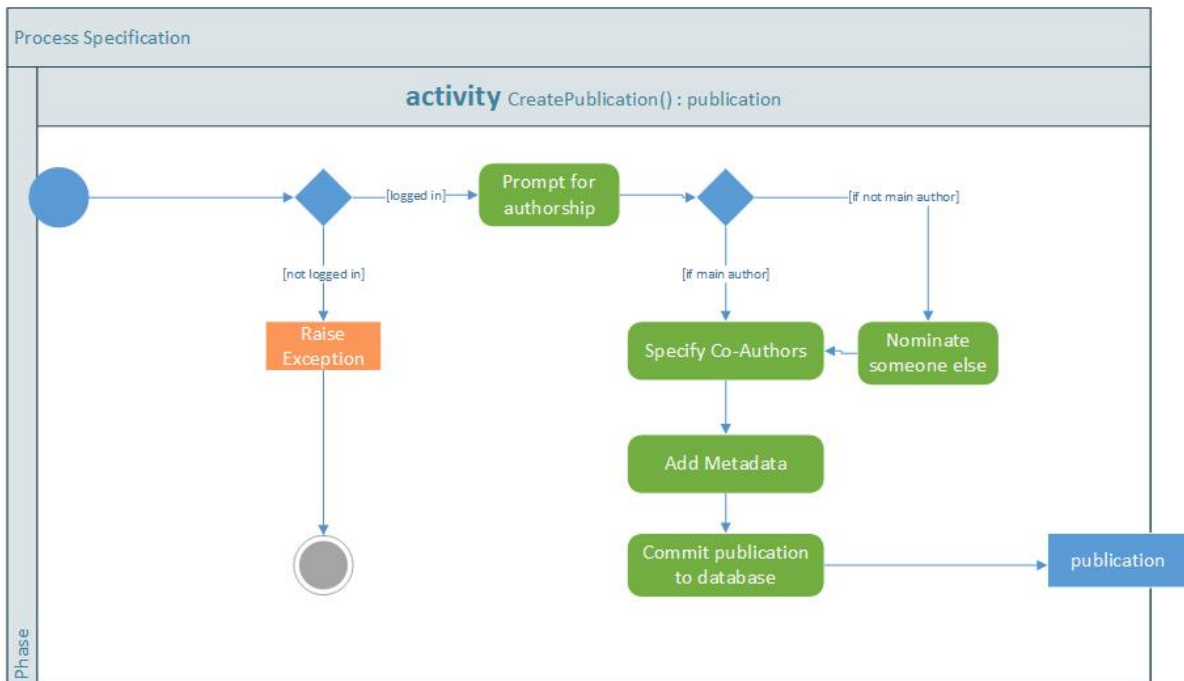 Process Specification
activity CreatePublication() : publication
[logged in]
Prompt for
authorship
[if not main author]
[not logged in]
[if main author]
Raise
Exception
Specify Co-Authors
Nominate
someone else
Add Metadata
Commit publication
to database
publication
Phase